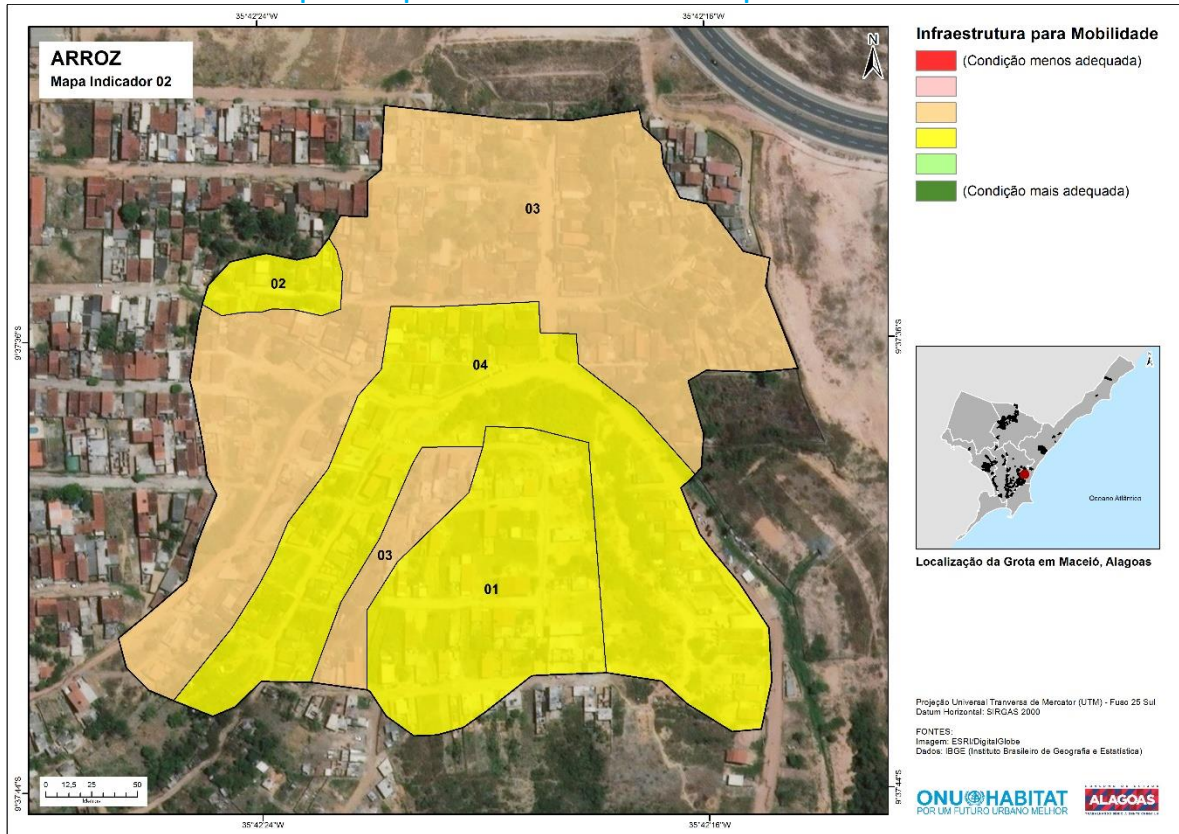 35°42'24"W
35°42'16"W
ARROZ
Mapa Indicador 02
N
Infraestrutura para Mobilidade
(Condição menos adequada)
(Condição mais adequada)
03
02
04
03
01
9°37'36"S
9°37'36"S
Oceano Atlântico
Localização da Grota em Maceió, Alagoas
Projeção Universal Tranversa de Mercator (UTM) - Fuso 25 Sul
Datum Horizontal: SIRGAS 2000
FONTES:
Imagem: ESRI/DigitalGlobe
Dados: IBGE (Instituto Brasileiro de Geografia e Estatística)
0 12,5 25 50
Metros
9°37'44"S
9°37'44"S
35°42'24"W
35°42'16"W
ONU HABITAT
POR UM FUTURO URBANO MELHOR
ALAGOAS